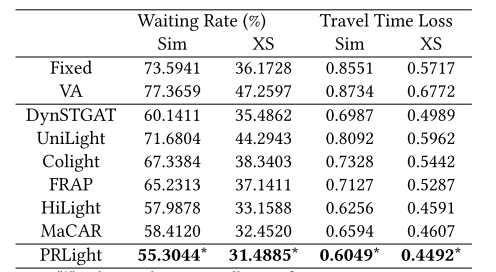 Waiting Rate (%) Travel Time Loss
Sim XS Sim XS
Fixed 73.5941 36.1728 0.8551 0.5717
VA 77.3659 47.2597 0.8734 0.6772
DynSTGAT 60.1411 35.4862 0.6987 0.4989
UniLight 71.6804 44.2943 0.8092 0.5962
Colight 67.3384 38.3403 0.7328 0.5442
FRAP 65.2313 37.1411 0.7127 0.5287
HiLight 57.9878 33.1588 0.6256 0.4591
MaCAR 58.4120 32.4520 0.6594 0.4607
PRLight 55.3044* 31.4885* 0.6049* 0.4492*